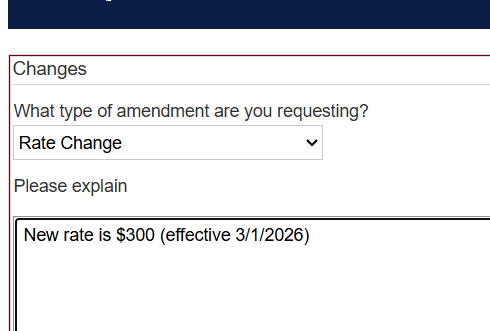 Changes
What type of amendment are you requesting?
Rate Change
Please explain
New rate is $300 (effective 3/1/2026)